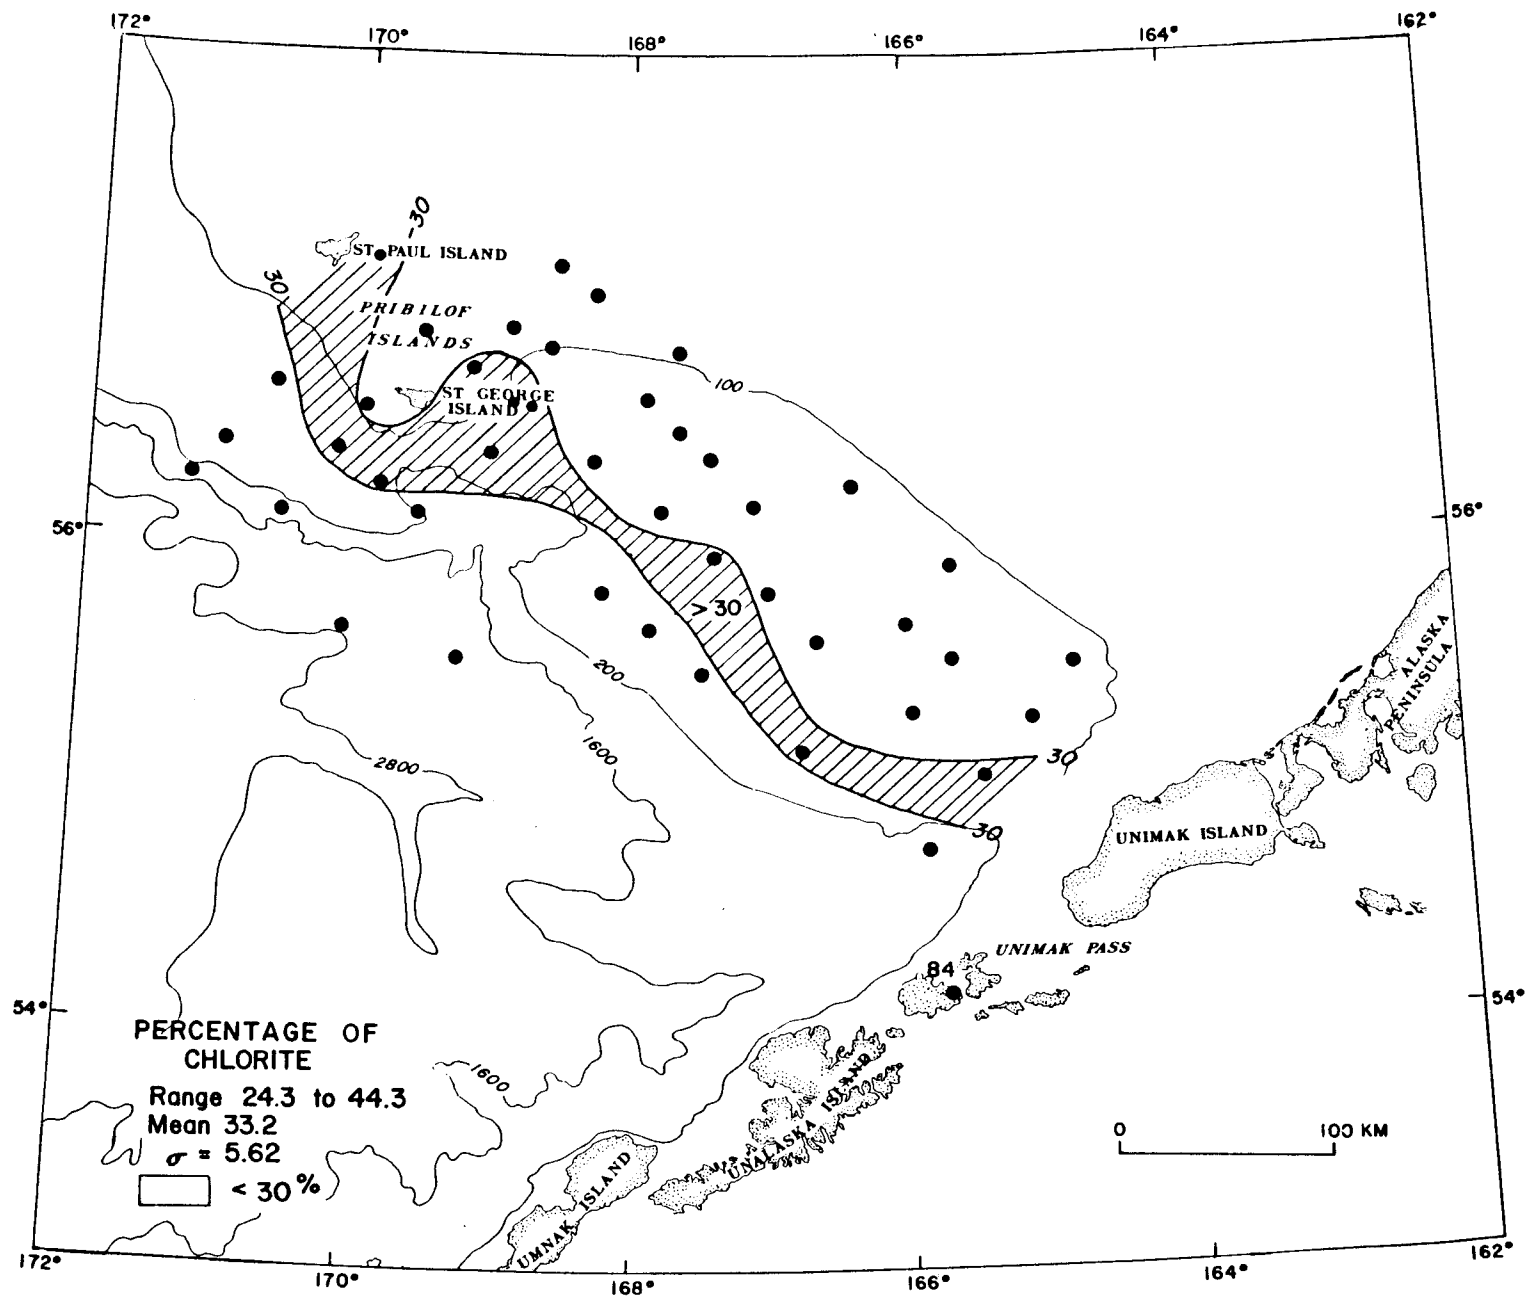 172°
170°
168°
166°
164°
162°
30
ST. PAUL ISLAND
30
PRIBILOF
ISLANDS
100
ST GEORGE
ISLAND
56°
56°
> 30
ALASKA
PENINSULA
200
1600
2800
30
30
UNIMAK ISLAND
UNIMAK PASS
84
54°
54°
PERCENTAGE OF
CHLORITE
1600
Range 24.3 to 44.3
Mean 33.2
σ = 5.62
< 30%
UNALASKA ISLAND
UMNAK ISLAND
0 100 KM
172°
170°
168°
166°
164°
162°